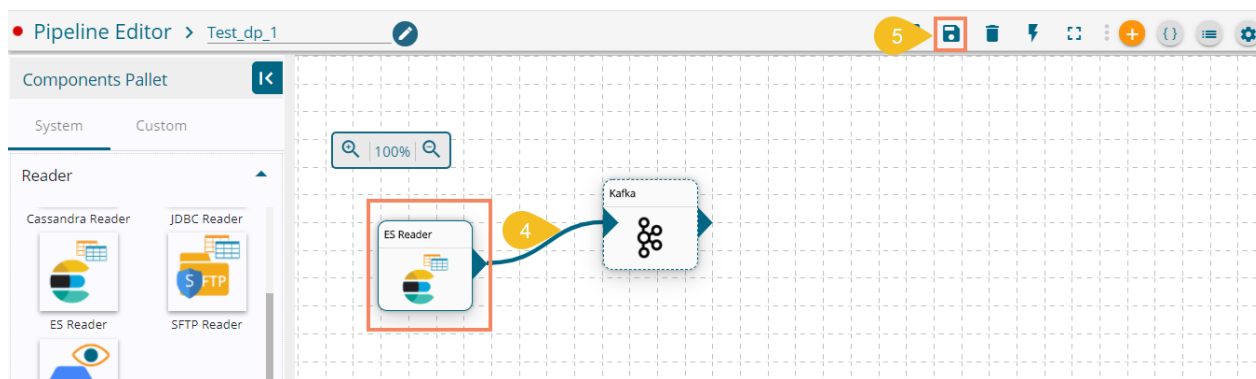 Pipeline Editor > Test_dp_1
5
{ }
Components Pallet
System Custom
100%
Reader
Kafka
Cassandra Reader JDBC Reader
4
ES Reader
S FTP
ES Reader SFTP Reader